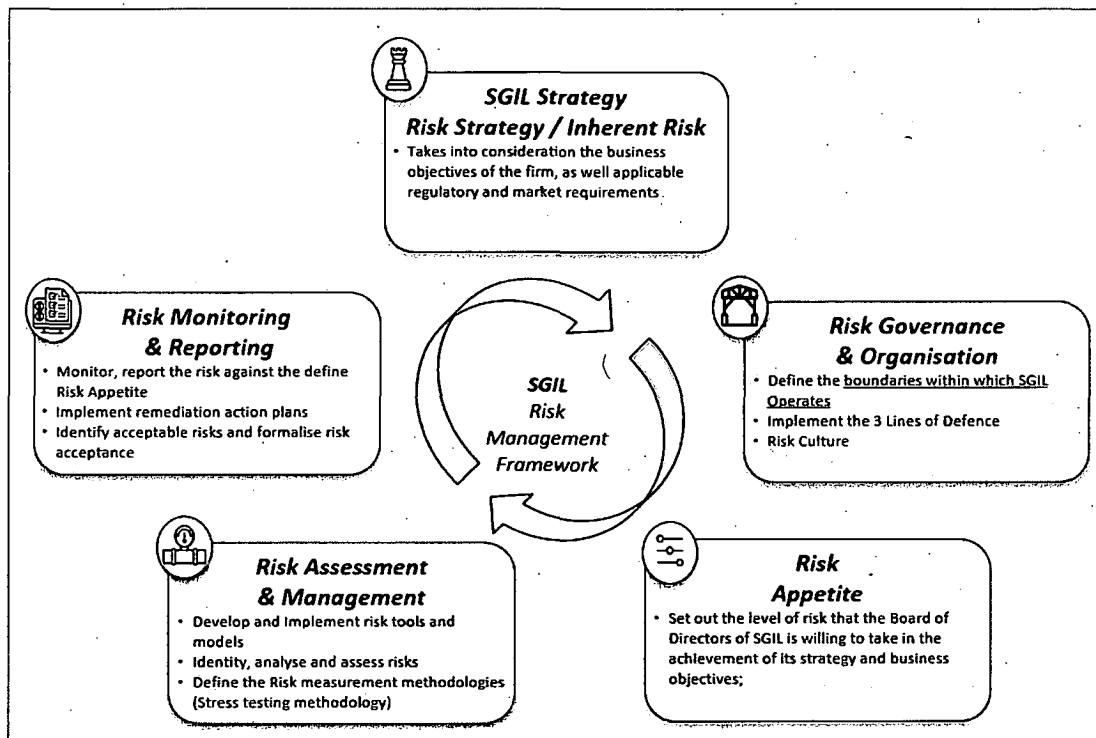 SGIL Strategy
Risk Strategy / Inherent Risk
• Takes into consideration the business
objectives of the firm, as well applicable
regulatory and market requirements.
Risk Governance
& Organisation
• Define the boundaries within which SGIL
Operates
• Implement the 3 Lines of Defence
• Risk Culture
Risk
Appetite
• Set out the level of risk that the Board of
Directors of SGIL is willing to take in the
achievement of its strategy and business
objectives;
Risk Assessment
& Management
• Develop and Implement risk tools and
models
• Identity, analyse and assess risks
• Define the Risk measurement methodologies
(Stress testing methodology)
Risk Monitoring
& Reporting
• Monitor, report the risk against the define
Risk Appetite
• Implement remediation action plans
• Identify acceptable risks and formalise risk
acceptance
SGIL
Risk
Management
Framework